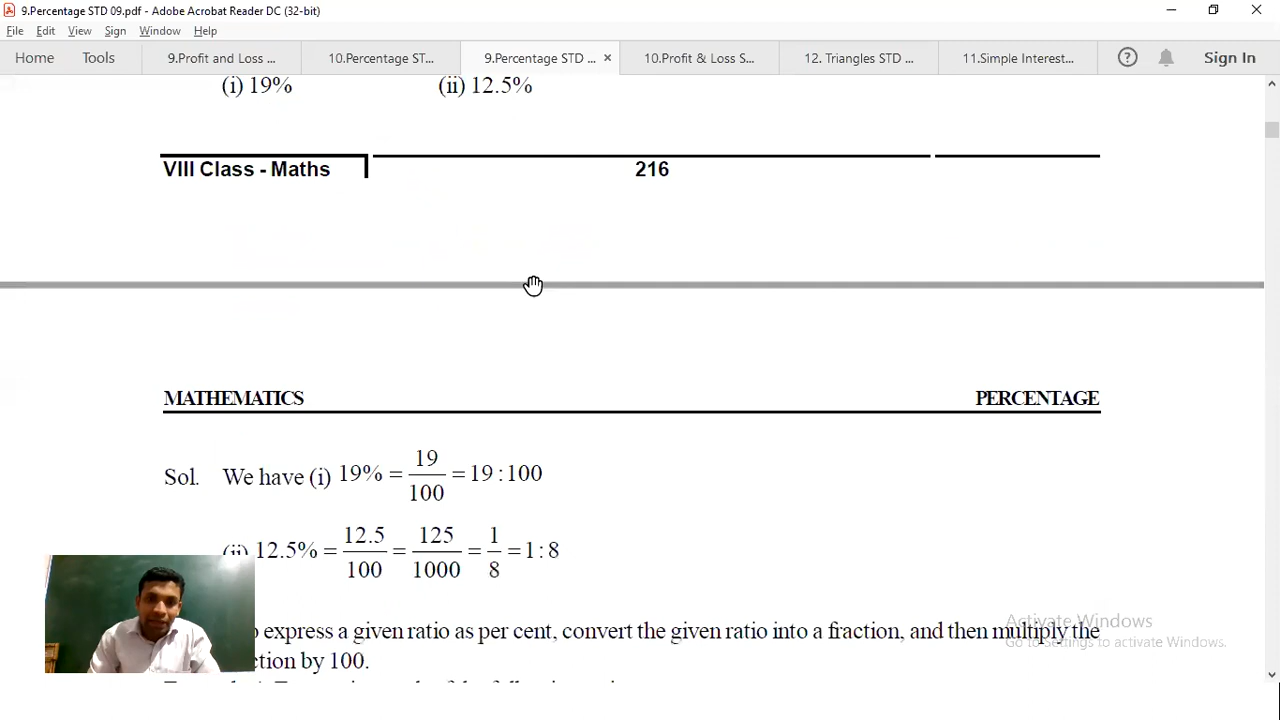 9.Percentage STD 09.pdf - Adobe Acrobat Reader DC (32-bit)
File Edit View Sign Window Help
Home Tools 9.Profit and Loss ... 10.Percentage ST... 9.Percentage STD ... × 10.Profit & Loss S... 12. Triangles STD ... 11.Simple Interest... Sign In
(i) 19% (ii) 12.5%
VIII Class - Maths 216
MATHEMATICS PERCENTAGE
Sol. We have (i) 19% = 19/100 = 19 : 100
(ii) 12.5% = 12.5/100 = 125/1000 = 1/8 = 1 : 8
express a given ratio as per cent, convert the given ratio into a fraction, and then multiply the
by 100.
Activate Windows
Go to Settings to activate Windows.